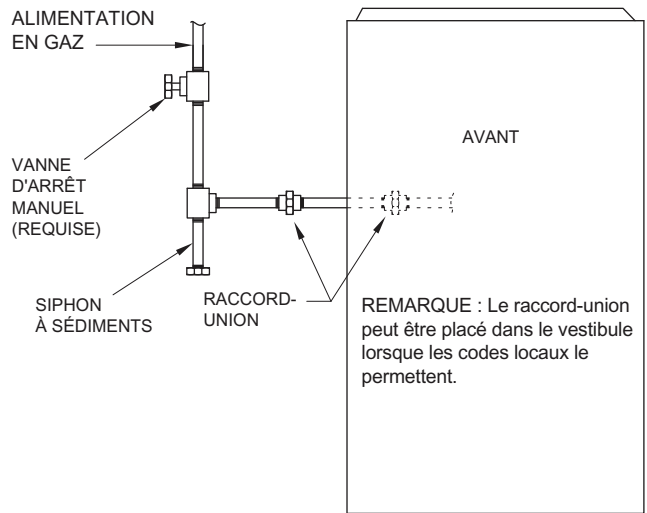 ALIMENTATION
EN GAZ
AVANT
VANNE
D'ARRÊT
MANUEL
(REQUISE)
SIPHON
À SÉDIMENTS
RACCORD-
UNION
REMARQUE : Le raccord-union
peut être placé dans le vestibule
lorsque les codes locaux le
permettent.